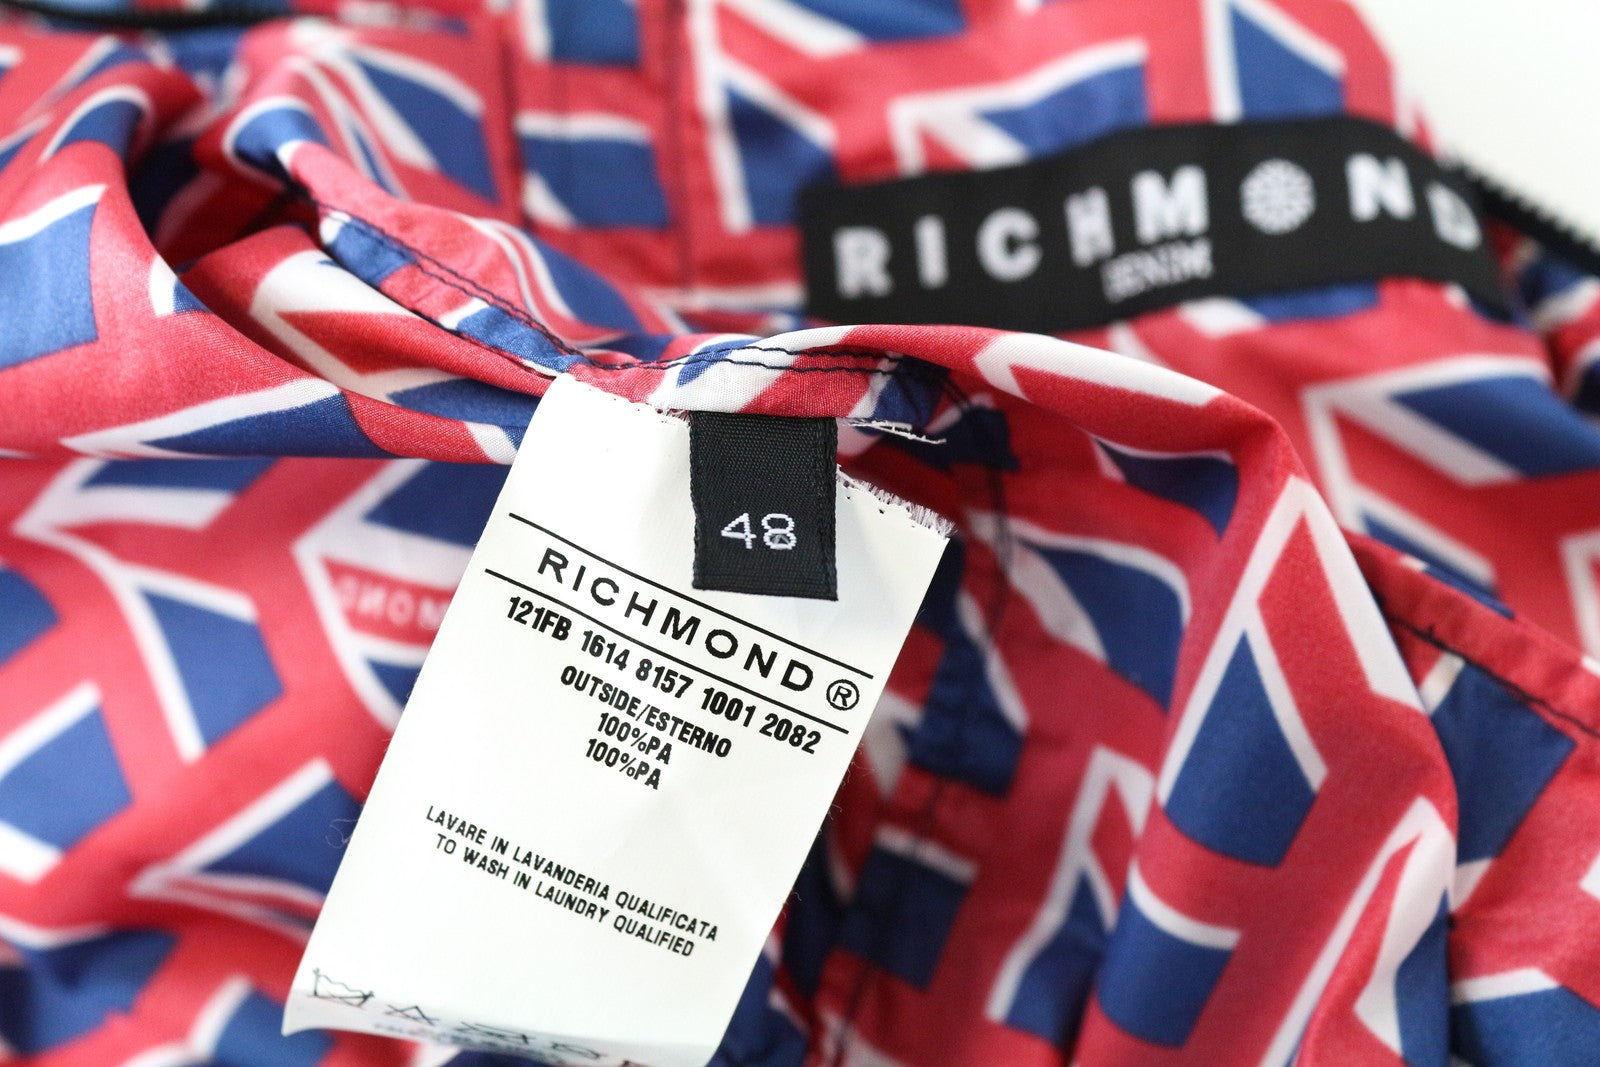 RICHMOND
DENIM
48
RICHMOND®
121FB 1614 8157 1001 2082
OUTSIDE/ESTERNO
100%PA
100%PA
LAVARE IN LAVANDERIA QUALIFICATA
TO WASH IN LAUNDRY QUALIFIED